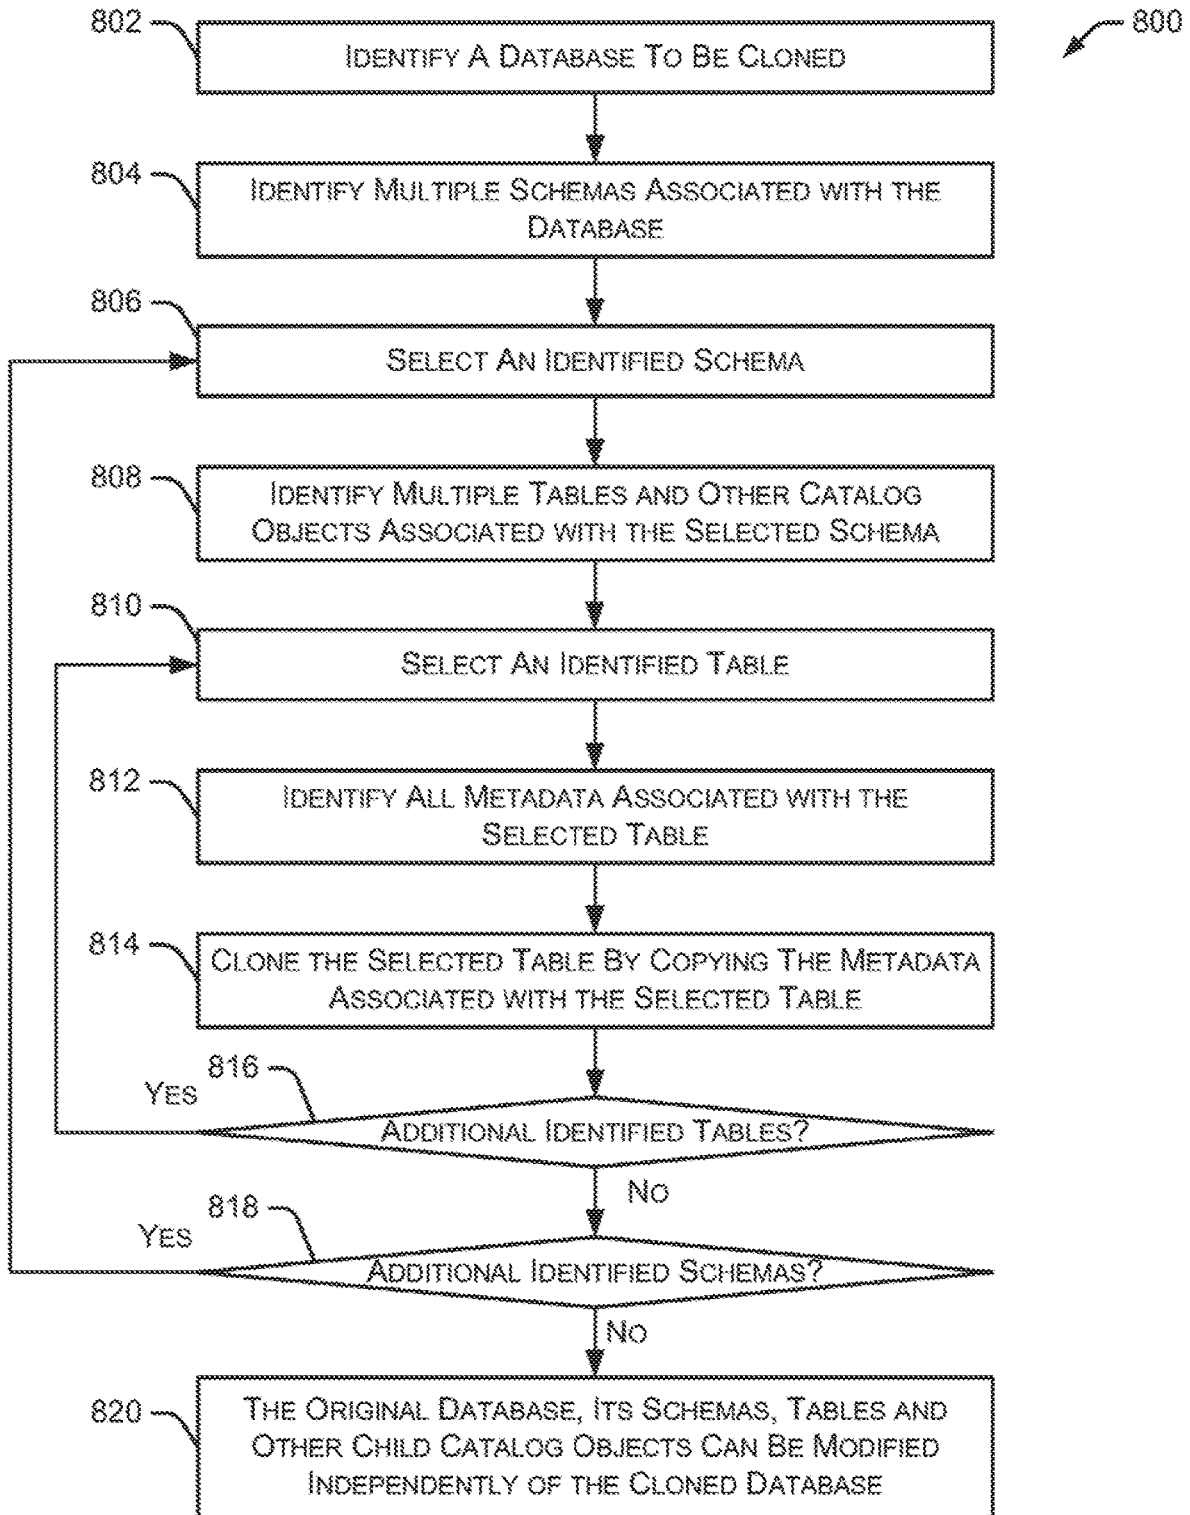 800
802
IDENTIFY A DATABASE TO BE CLONED
804
IDENTIFY MULTIPLE SCHEMAS ASSOCIATED WITH THE
DATABASE
806
SELECT AN IDENTIFIED SCHEMA
808
IDENTIFY MULTIPLE TABLES AND OTHER CATALOG
OBJECTS ASSOCIATED WITH THE SELECTED SCHEMA
810
SELECT AN IDENTIFIED TABLE
812
IDENTIFY ALL METADATA ASSOCIATED WITH THE
SELECTED TABLE
814
CLONE THE SELECTED TABLE BY COPYING THE METADATA
ASSOCIATED WITH THE SELECTED TABLE
816
YES
ADDITIONAL IDENTIFIED TABLES?
NO
818
YES
ADDITIONAL IDENTIFIED SCHEMAS?
NO
820
THE ORIGINAL DATABASE, ITS SCHEMAS, TABLES AND
OTHER CHILD CATALOG OBJECTS CAN BE MODIFIED
INDEPENDENTLY OF THE CLONED DATABASE